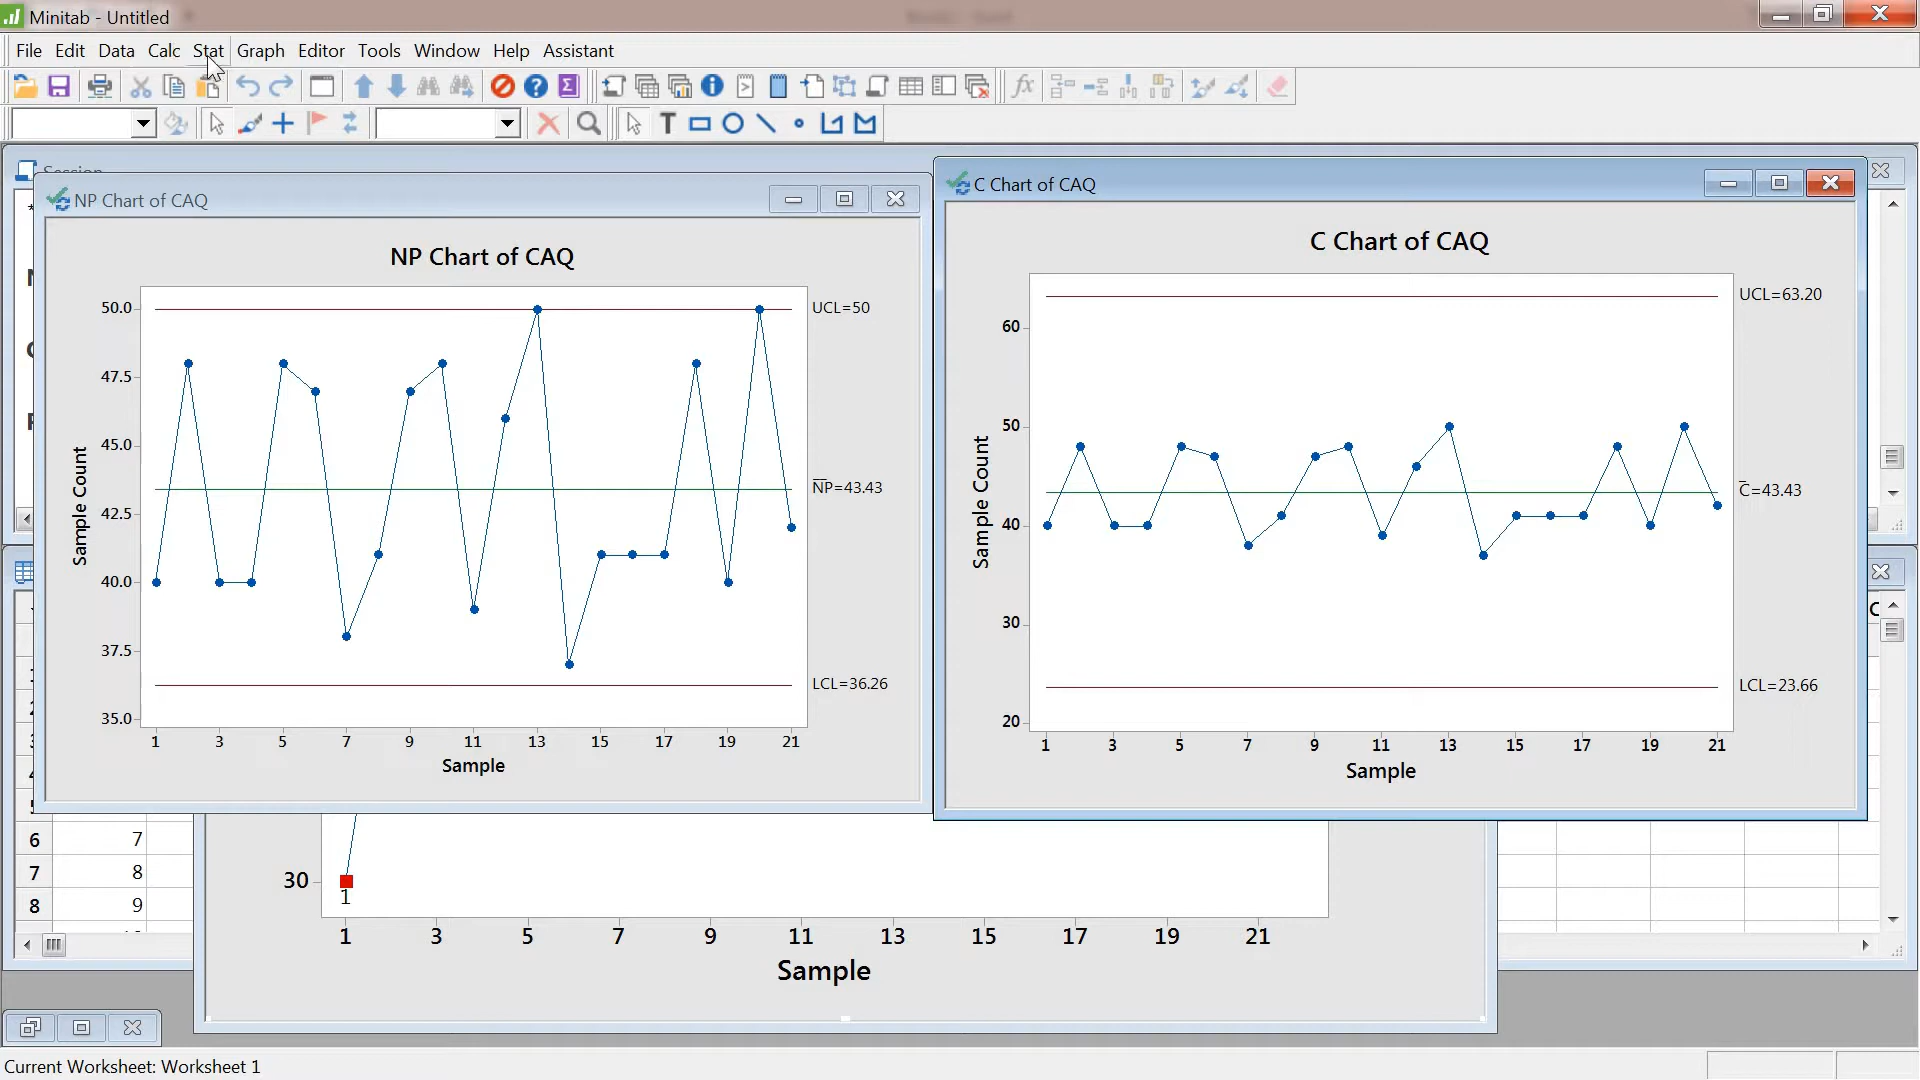 Minitab - Untitled
File Edit Data Calc Stat Graph Editor Tools Window Help Assistant
Session
NP Chart of CAQ
NP Chart of CAQ
50.0
47.5
45.0
42.5
40.0
37.5
35.0
Sample Count
UCL=50
NP=43.43
LCL=36.26
1 3 5 7 9 11 13 15 17 19 21
Sample
C Chart of CAQ
C Chart of CAQ
60
50
40
30
20
Sample Count
UCL=63.20
C=43.43
LCL=23.66
1 3 5 7 9 11 13 15 17 19 21
Sample
C
6 7
7 8
8 9
30
1
1 3 5 7 9 11 13 15 17 19 21
Sample
Current Worksheet: Worksheet 1